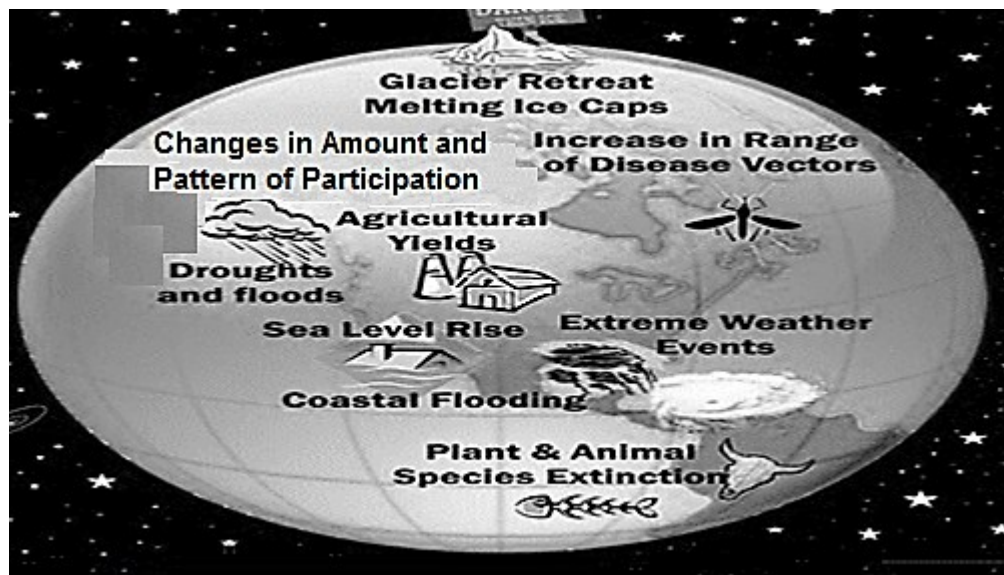 Glacier Retreat
Melting Ice Caps
Changes in Amount and
Pattern of Participation
Increase in Range
of Disease Vectors
Agricultural
Yields
Droughts
and floods
Sea Level Rise
Extreme Weather
Events
Coastal Flooding
Plant & Animal
Species Extinction